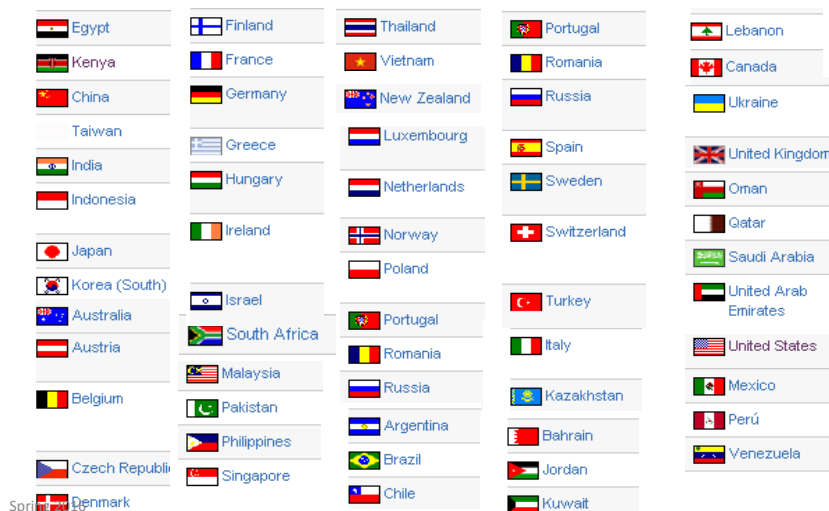 Egypt
Kenya
China
Taiwan
India
Indonesia
Japan
Korea (South)
Australia
Austria
Belgium
Czech Republi
Denmark
Finland
France
Germany
Greece
Hungary
Ireland
Israel
South Africa
Malaysia
Pakistan
Philippines
Singapore
Thailand
Vietnam
New Zealand
Luxembourg
Netherlands
Norway
Poland
Portugal
Romania
Russia
Argentina
Brazil
Chile
Portugal
Romania
Russia
Spain
Sweden
Switzerland
Turkey
Italy
Kazakhstan
Bahrain
Jordan
Kuwait
Lebanon
Canada
Ukraine
United Kingdom
Oman
Qatar
Saudi Arabia
United Arab
Emirates
United States
Mexico
Perú
Venezuela